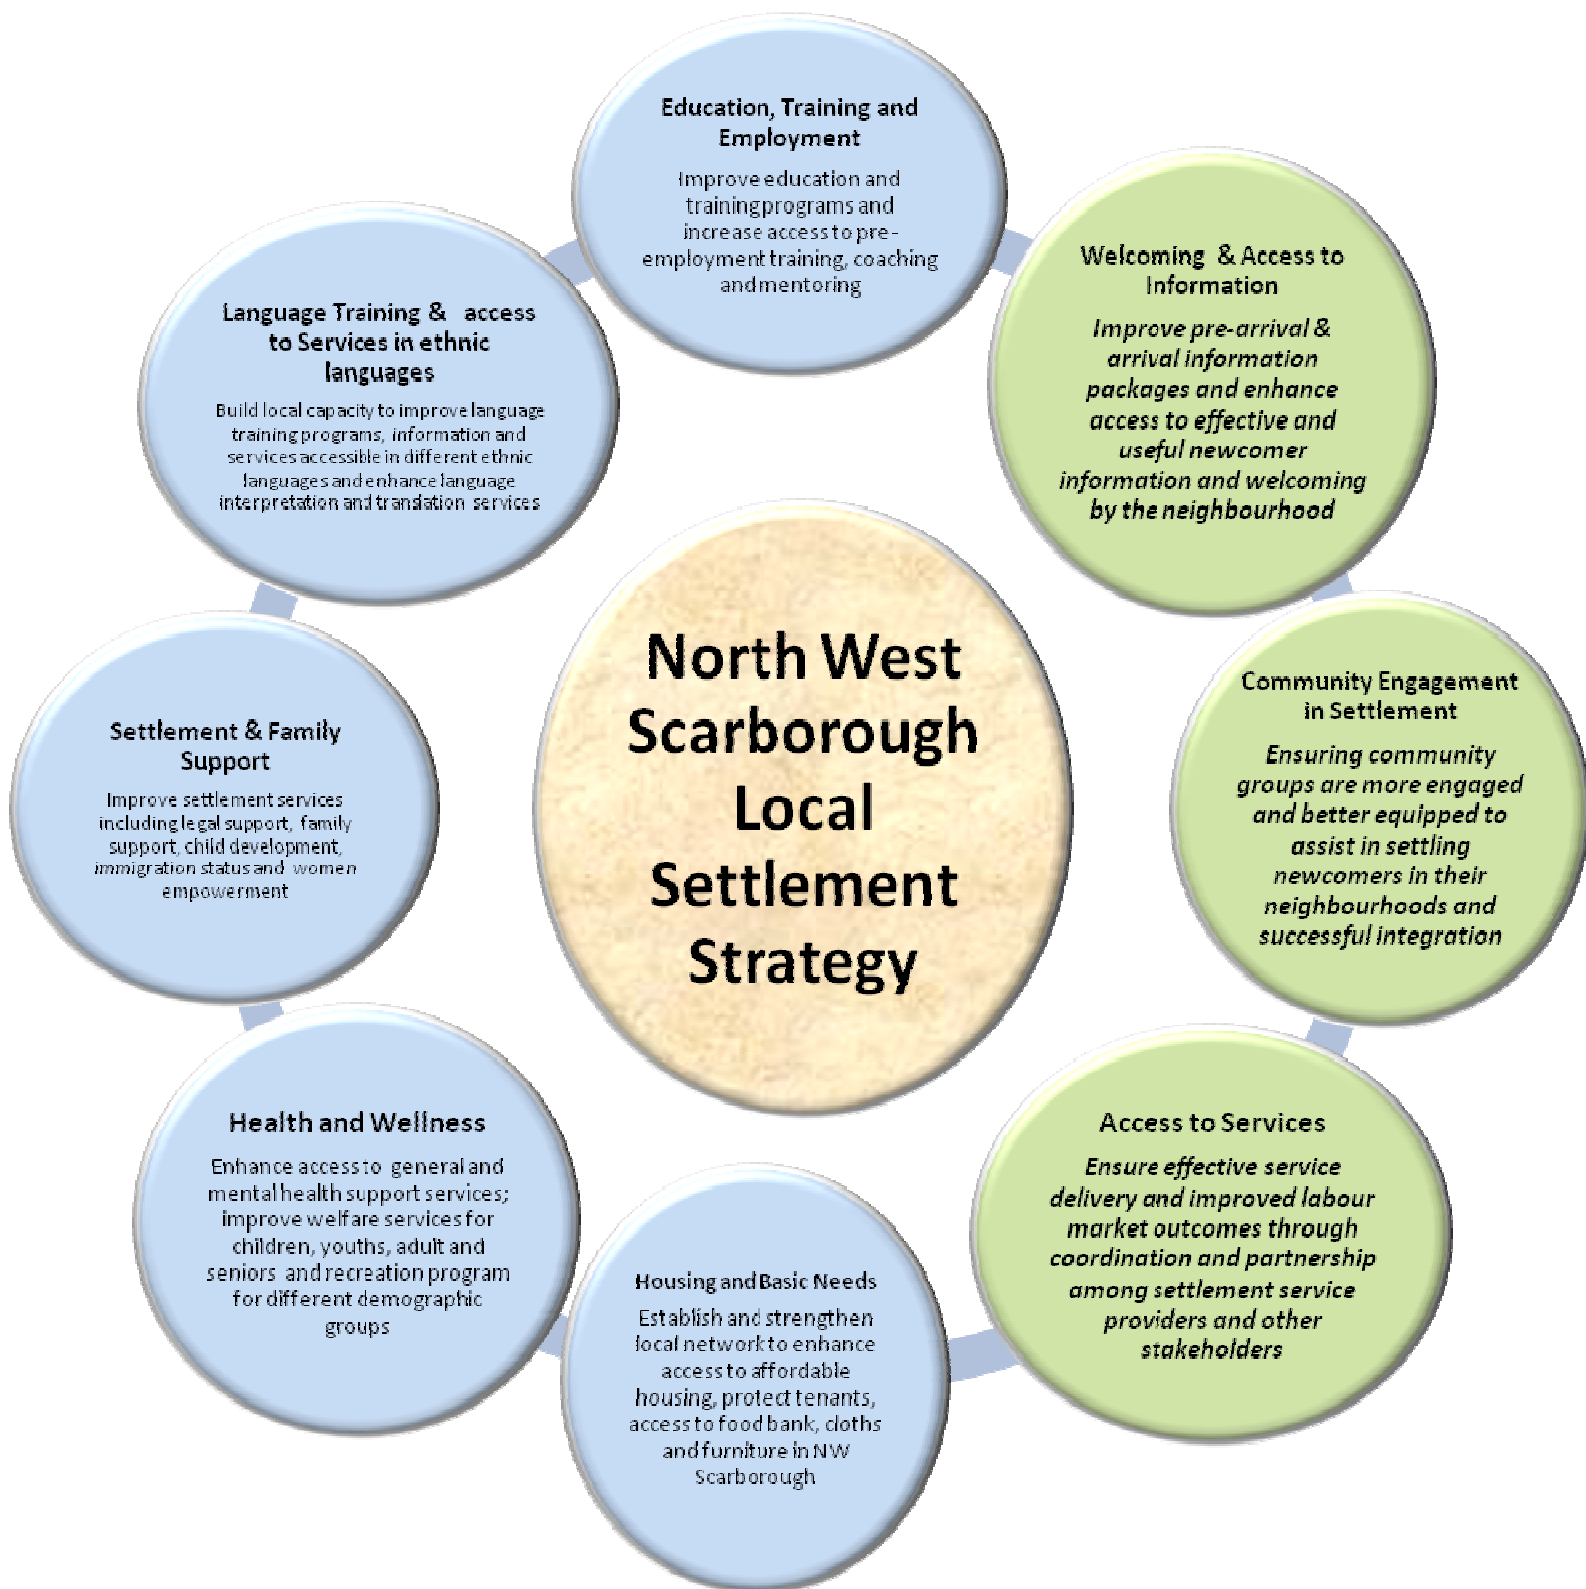 Education, Training and
Employment
Improve education and
training programs and
increase access to pre-
employment training, coaching
and mentoring
Welcoming & Access to
Information
Improve pre-arrival &
arrival information
packages and enhance
access to effective and
useful newcomer
information and welcoming
by the neighbourhood
Community Engagement
in Settlement
Ensuring community
groups are more engaged
and better equipped to
assist in settling
newcomers in their
neighbourhoods and
successful integration
Access to Services
Ensure effective service
delivery and improved labour
market outcomes through
coordination and partnership
among settlement service
providers and other
stakeholders
Housing and Basic Needs
Establish and strengthen
local network to enhance
access to affordable
housing, protect tenants,
access to food bank, cloths
and furniture in NW
Scarborough
Health and Wellness
Enhance access to general and
mental health support services;
improve welfare services for
children, youths, adult and
seniors and recreation program
for different demographic
groups
Settlement & Family
Support
Improve settlement services
including legal support, family
support, child development,
immigration status and women
empowerment
Language Training & access
to Services in ethnic
languages
Build local capacity to improve language
training programs, information and
services accessible in different ethnic
languages and enhance language
interpretation and translation services
North West
Scarborough
Local
Settlement
Strategy